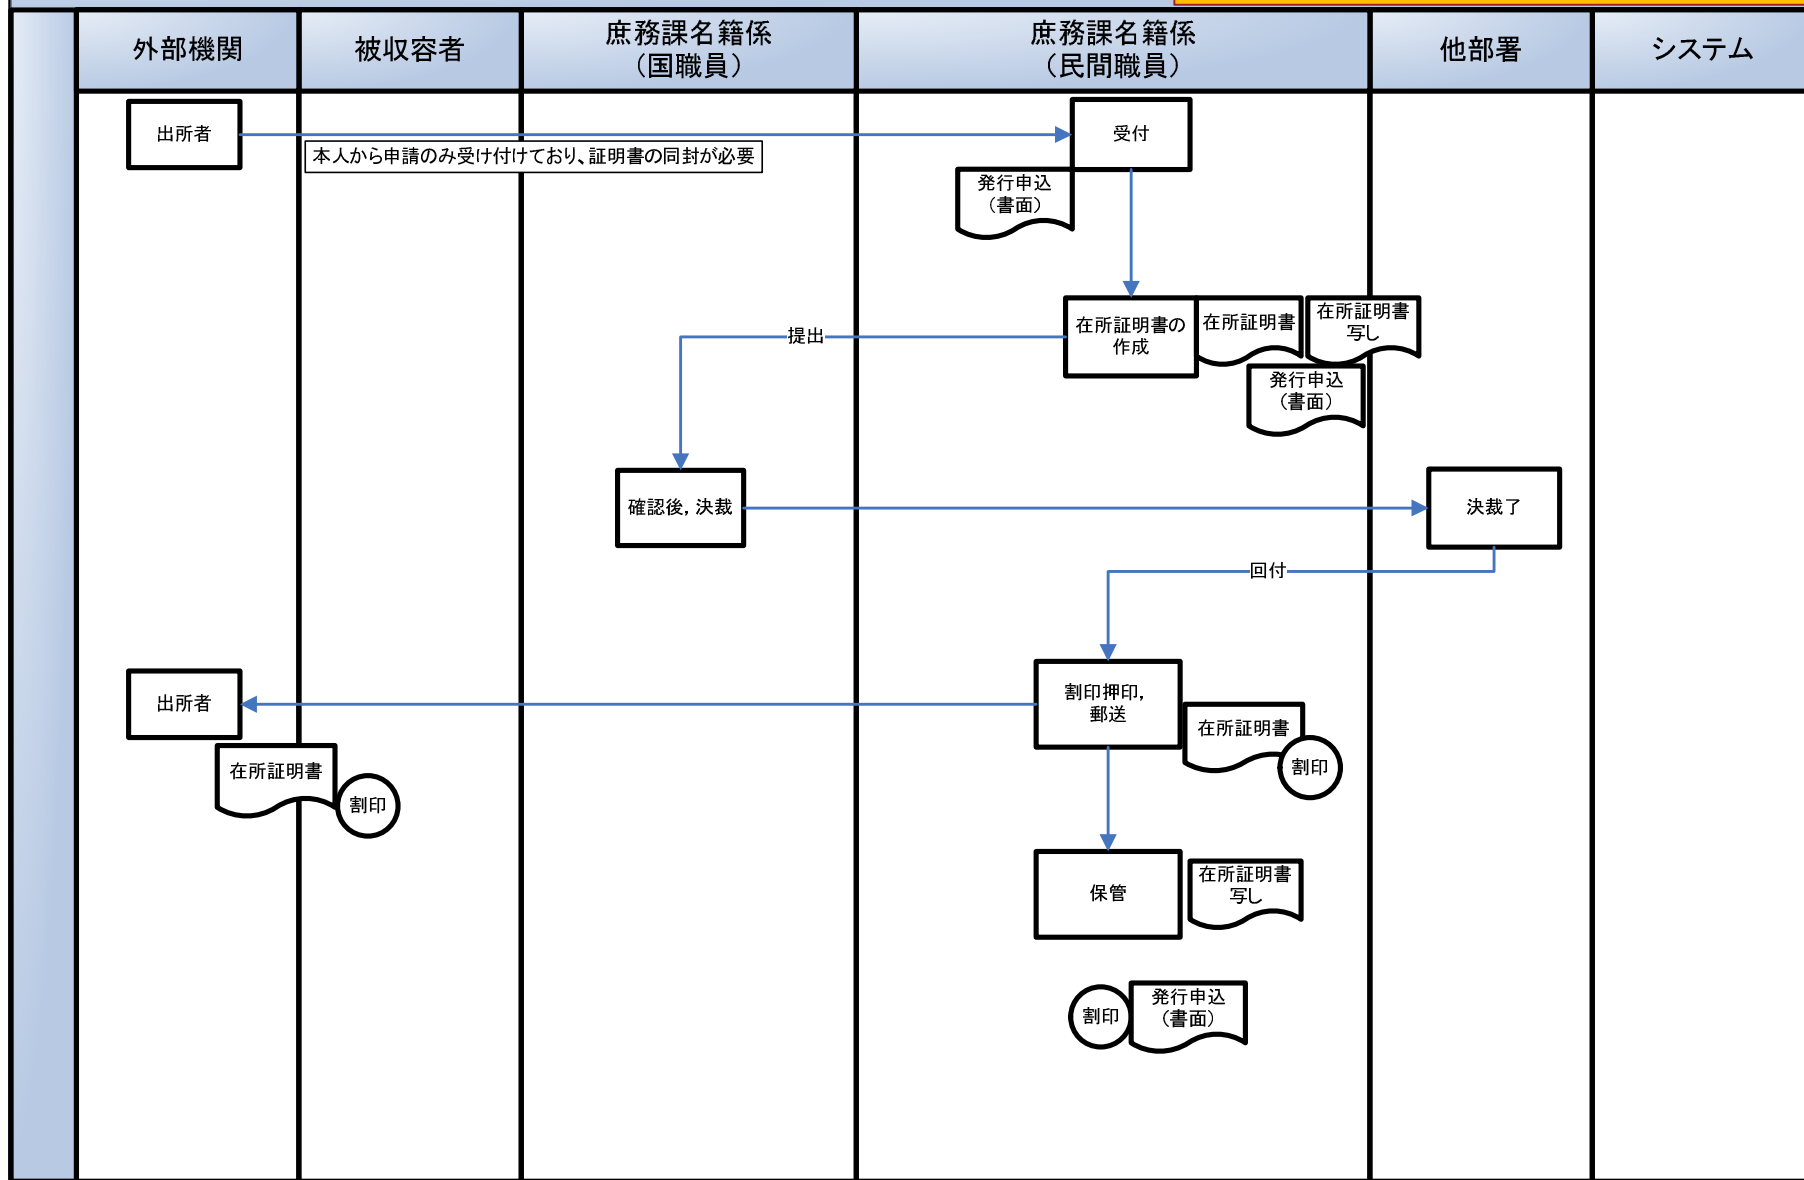 外部機関
被収容者
庶務課名籍係
（国職員）
庶務課名籍係
（民間職員）
他部署
システム
出所者
受付
本人から申請のみ受け付けており、証明書の同封が必要
発行申込
（書面）
在所証明書の
作成
在所証明書
在所証明書
写し
提出
発行申込
（書面）
確認後，決裁
決裁了
回付
出所者
割印押印，
郵送
在所証明書
割印
在所証明書
割印
保管
在所証明書
写し
割印
発行申込
（書面）